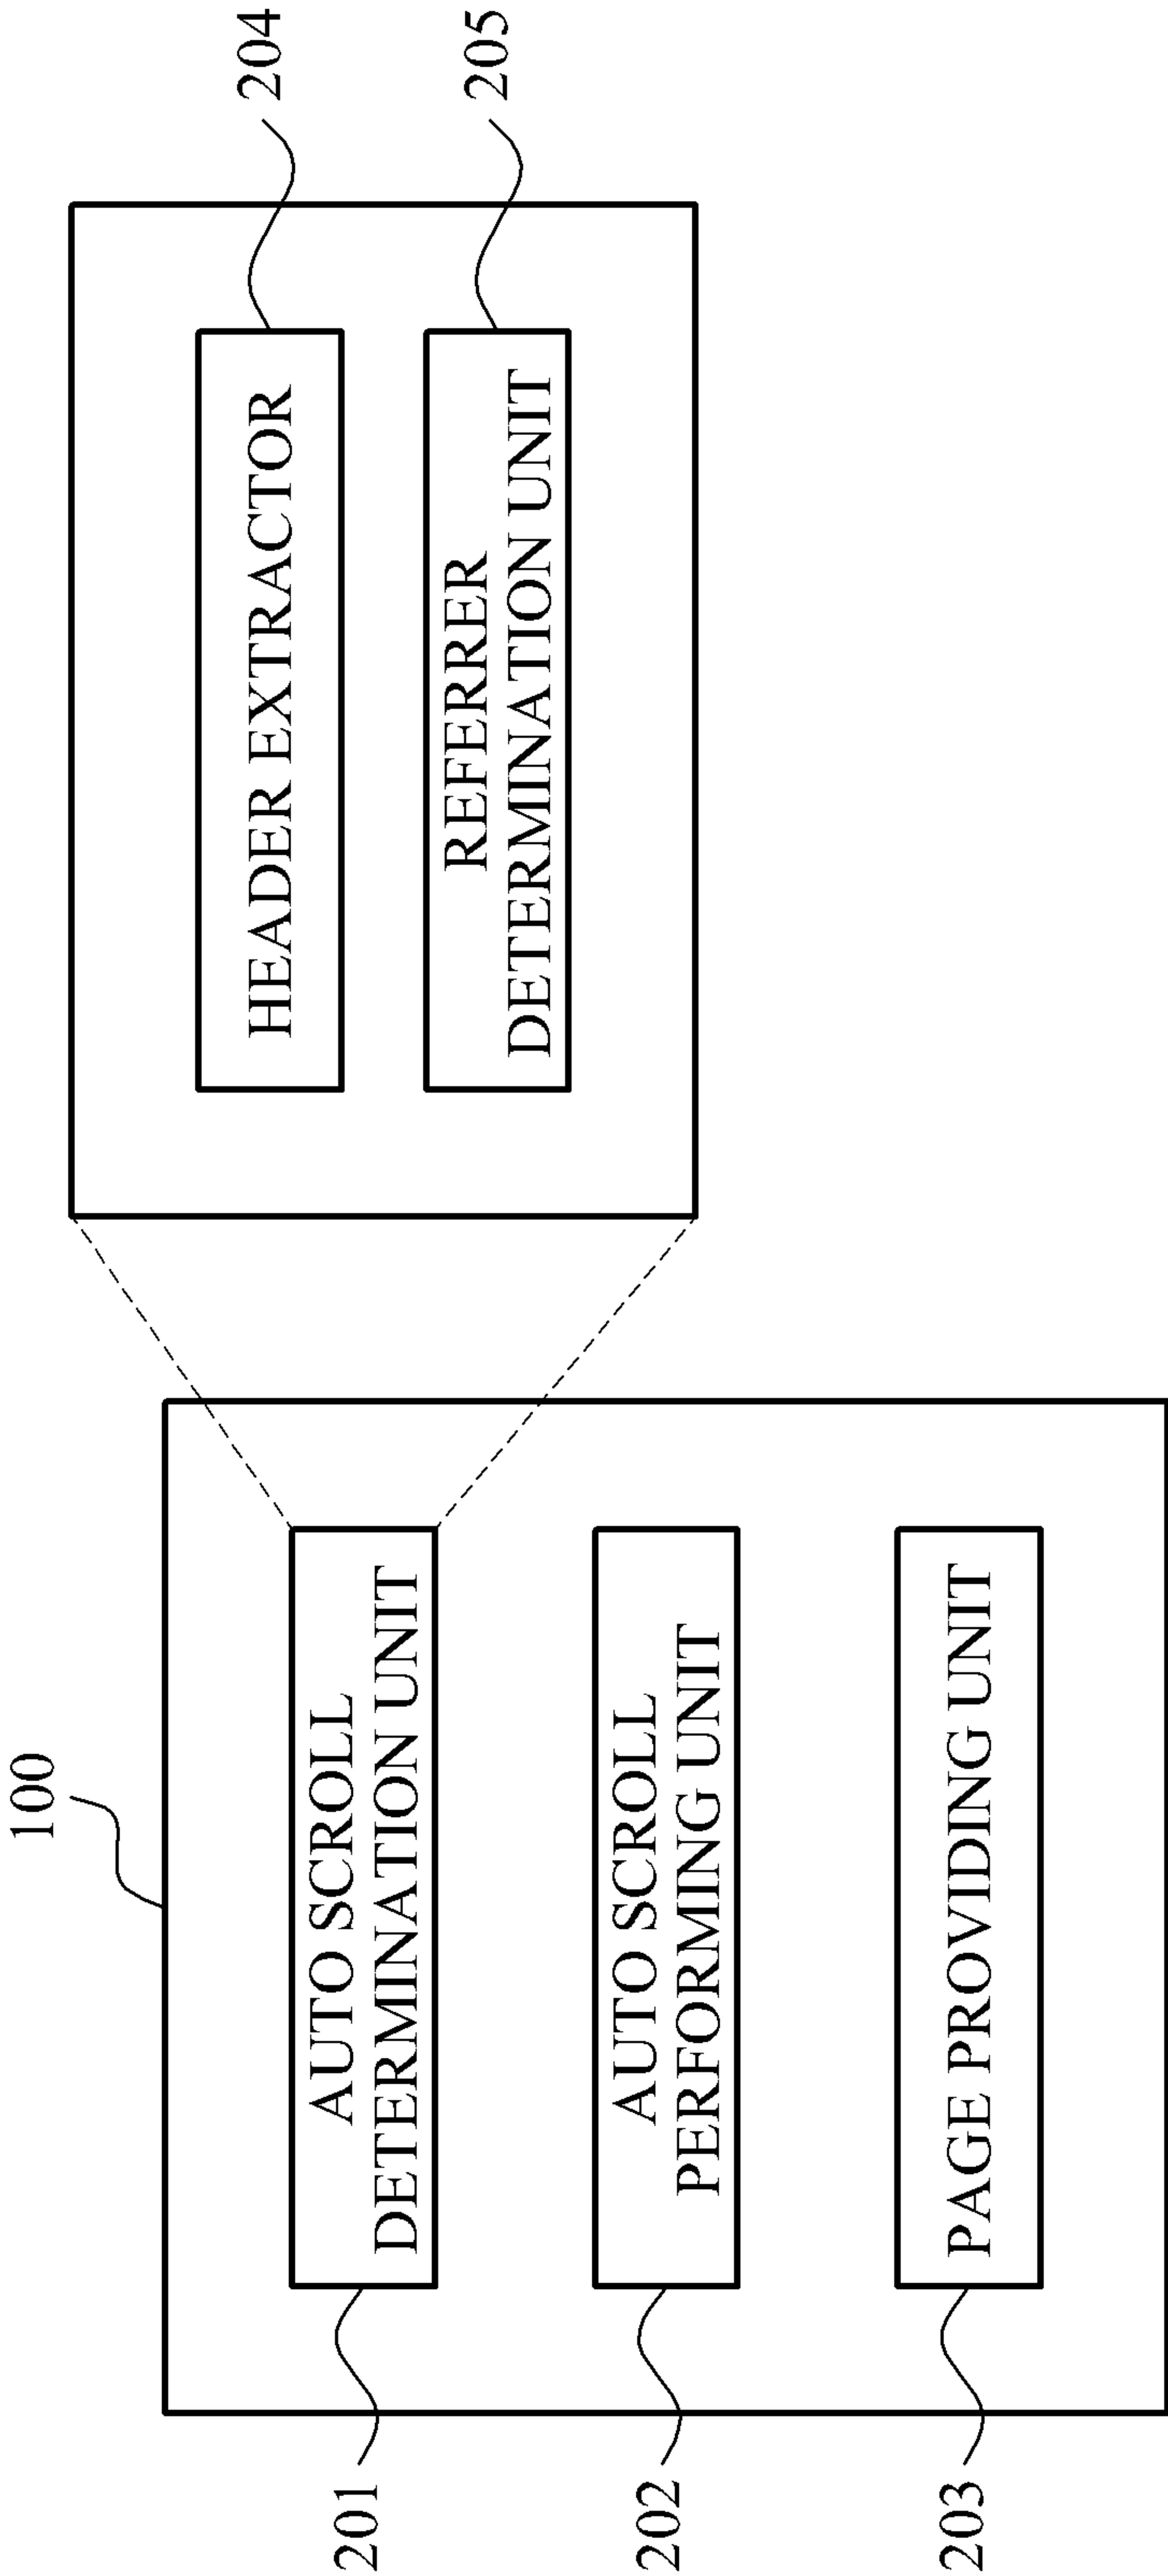 100
201
AUTO SCROLL
DETERMINATION UNIT
202
AUTO SCROLL
PERFORMING UNIT
203
PAGE PROVIDING UNIT
HEADER EXTRACTOR
204
REFERRER
DETERMINATION UNIT
205